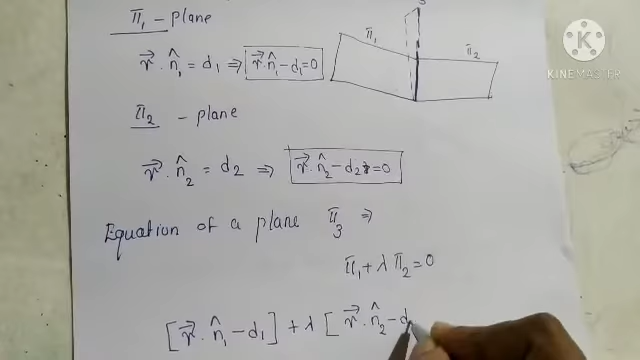 π₁ - plane
r⃗ . n̂₁ = d₁ ⇒ r⃗ . n̂₁ - d₁ = 0
π₁
π₂
K
KINEMASTER
π₂ - plane
r⃗ . n̂₂ = d₂ ⇒ r⃗ . n̂₂ - d₂ = 0
Equation of a plane π₃ ⇒
π₁ + λ π₂ = 0
[r⃗ . n̂₁ - d₁] + λ [r⃗ . n̂₂ - d